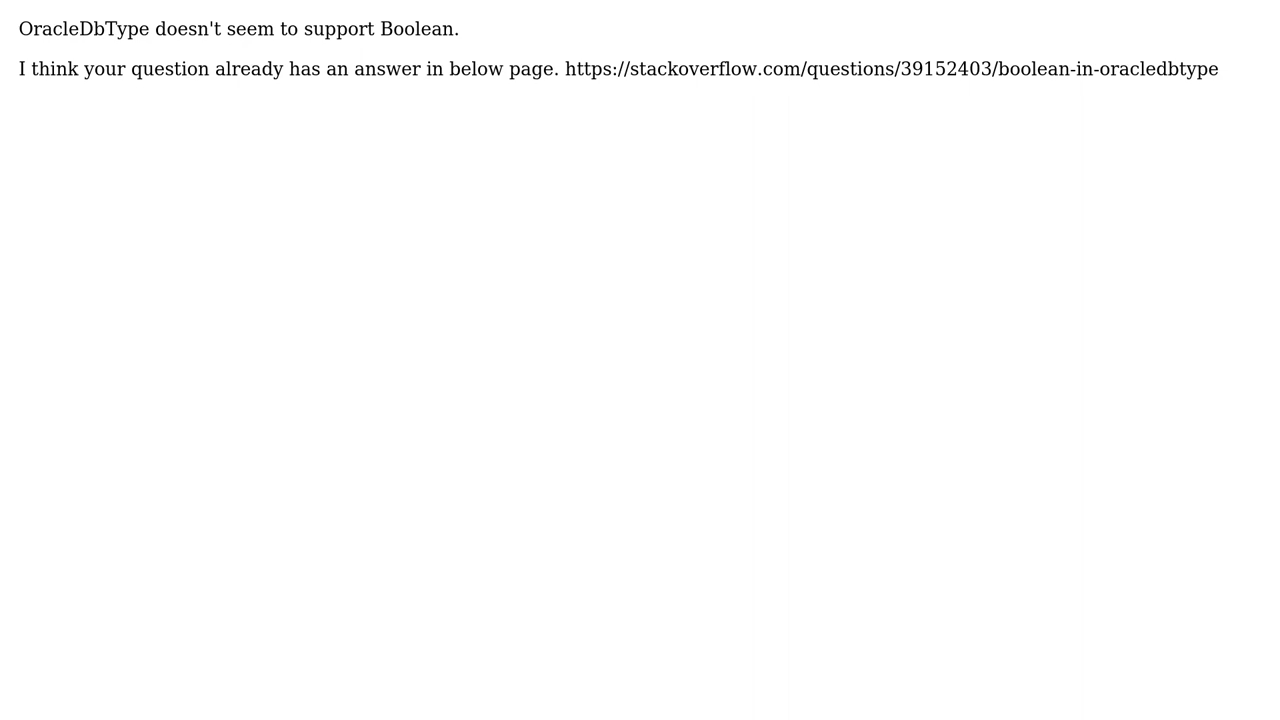 OracleDbType doesn't seem to support Boolean.
I think your question already has an answer in below page. https://stackoverflow.com/questions/39152403/boolean-in-oracledbtype